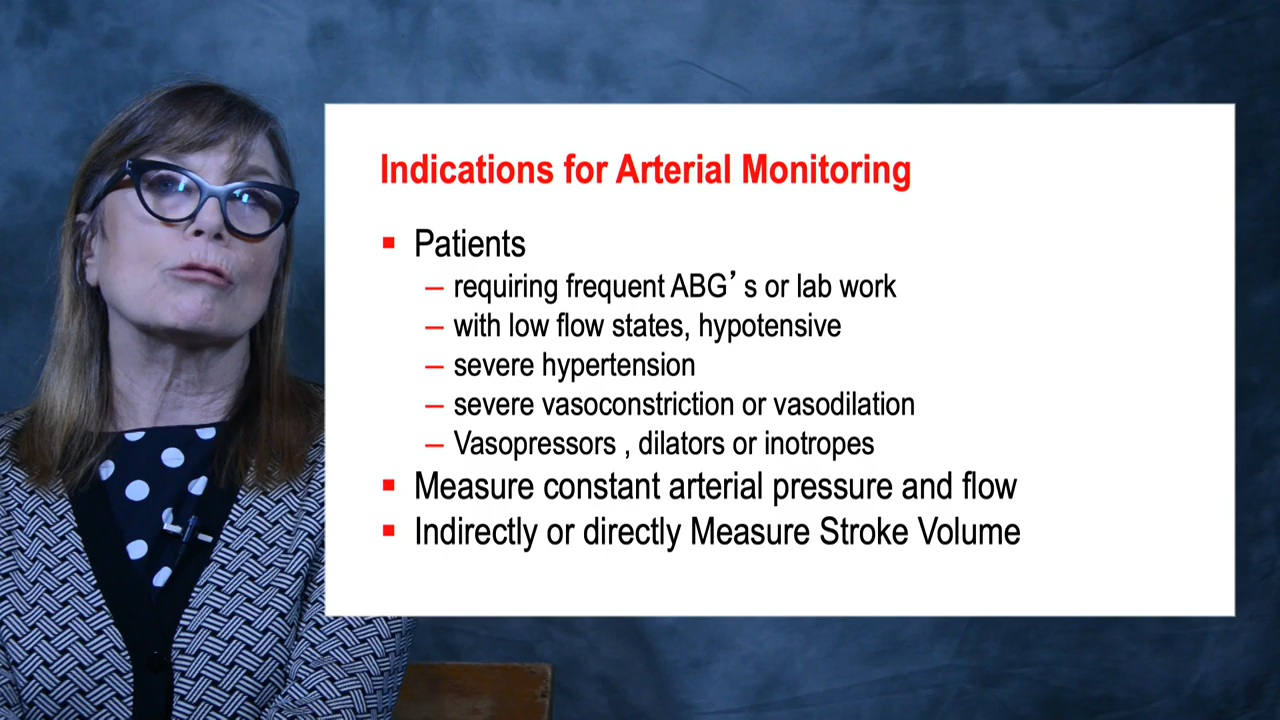 Indications for Arterial Monitoring
▪ Patients
– requiring frequent ABG’ s or lab work
– with low flow states, hypotensive
– severe hypertension
– severe vasoconstriction or vasodilation
– Vasopressors , dilators or inotropes
▪ Measure constant arterial pressure and flow
▪ Indirectly or directly Measure Stroke Volume